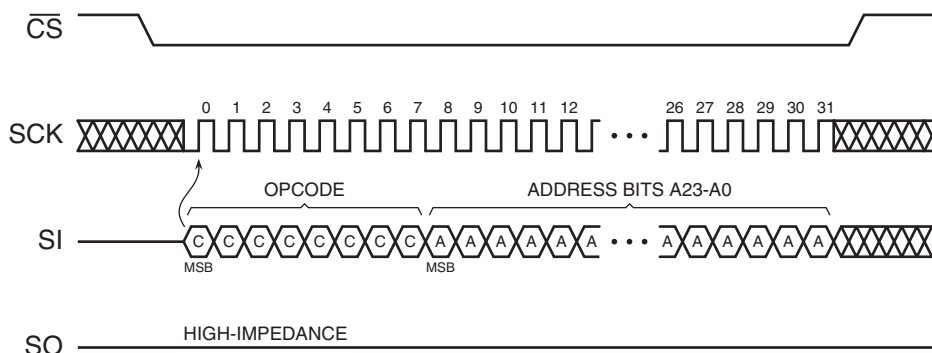 CS
0 1 2 3 4 5 6 7 8 9 10 11 12 26 27 28 29 30 31
SCK
OPCODE ADDRESS BITS A23-A0
SI C C C C C C C C A A A A A A A A A A A A
MSB MSB
HIGH-IMPEDANCE
SO